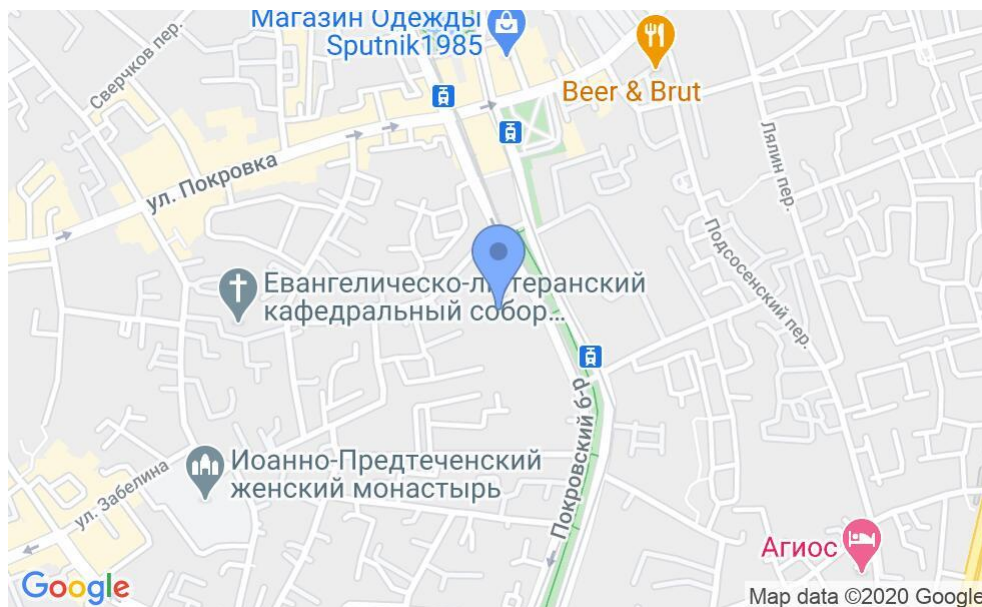 Магазин Одежды
Sputnik1985
Сверчков пер.
Beer & Brut
ул. Покровка
Лялин пер.
Подсосенский пер.
Евангелическо-лютеранский
кафедральный собор...
Покровский б-р
Иоанно-Предтеченский
женский монастырь
ул. Забелина
Агиос
Google
Map data ©2020 Google